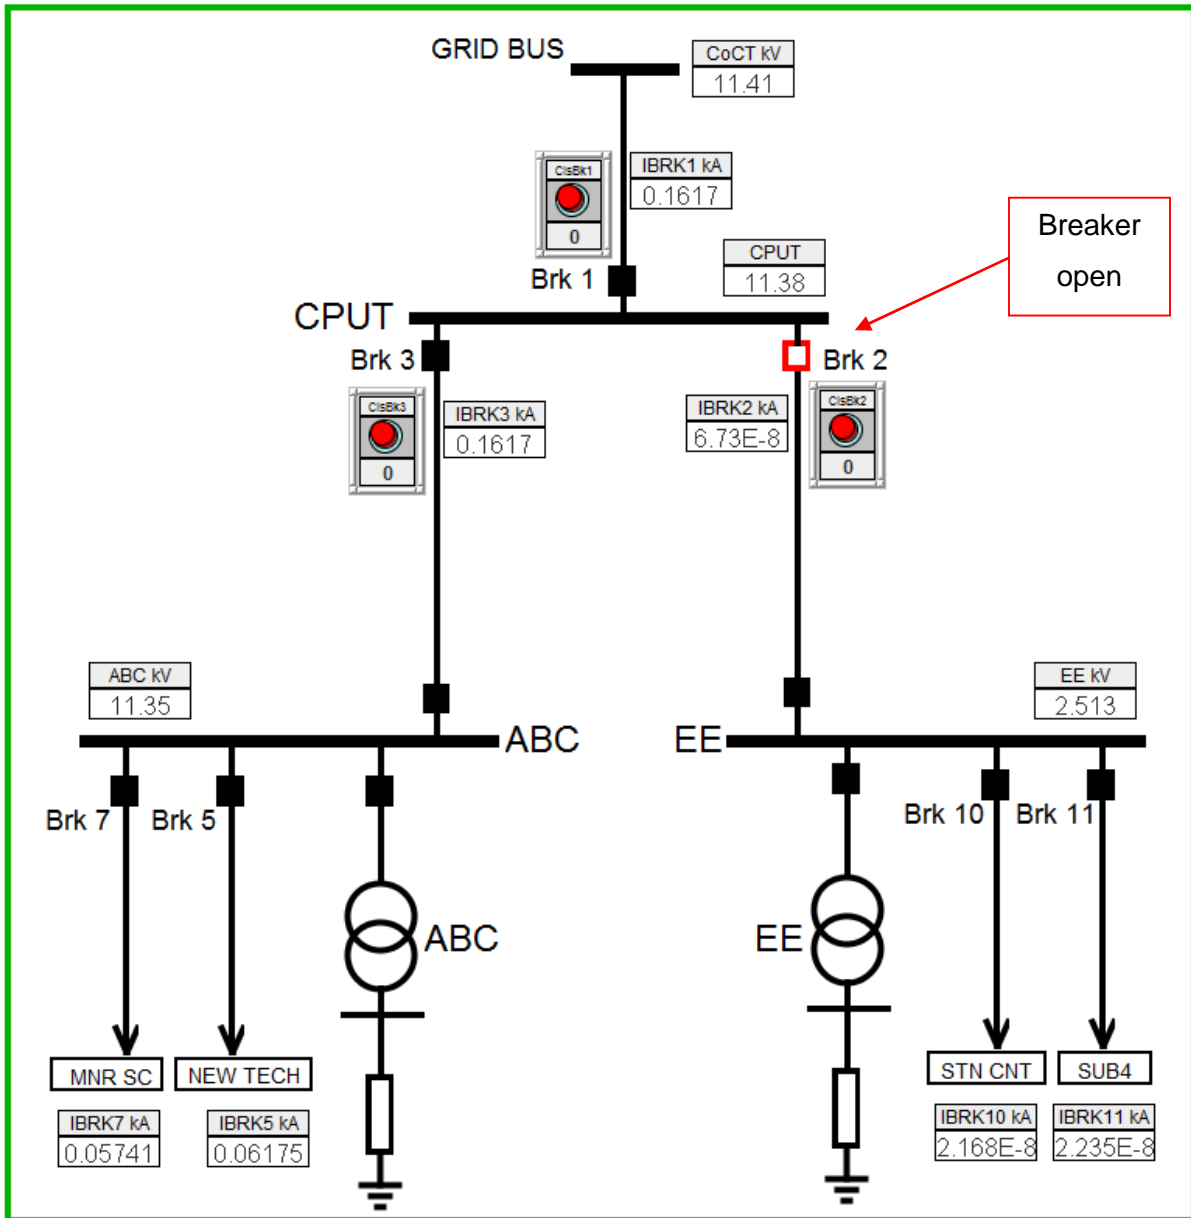 GRID BUS
CoCT kV
11.41
ClsBk1
0
IBRK1 kA
0.1617
Breaker
open
Brk 1
CPUT
11.38
CPUT
Brk 3
Brk 2
ClsBk3
0
IBRK3 kA
0.1617
IBRK2 kA
6.73E-8
ClsBk2
0
ABC kV
11.35
EE kV
2.513
ABC
EE
Brk 7
Brk 5
Brk 10
Brk 11
ABC
EE
MNR SC
NEW TECH
STN CNT
SUB4
IBRK7 kA
0.05741
IBRK5 kA
0.06175
IBRK10 kA
2.168E-8
IBRK11 kA
2.235E-8